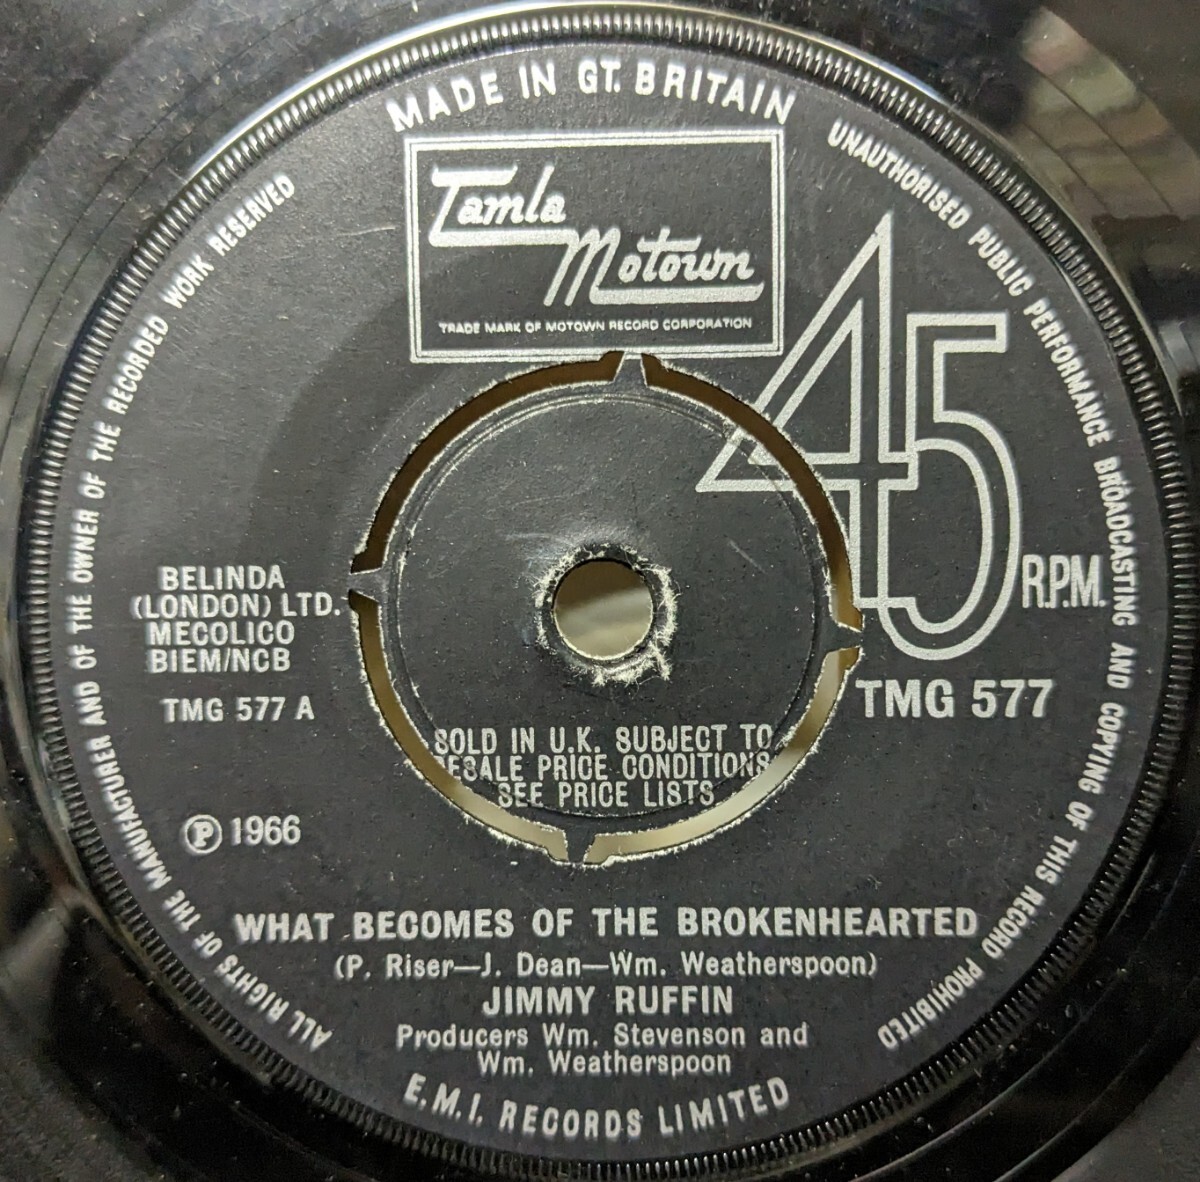 MADE IN GT. BRITAIN
Tamla
Motown
TRADE MARK OF MOTOWN RECORD CORPORATION
45
R.P.M.
BELINDA
(LONDON) LTD.
MECOLICO
BIEM/NCB
TMG 577 A
TMG 577
SOLD IN U.K. SUBJECT TO
RESALE PRICE CONDITIONS
SEE PRICE LISTS
Ⓟ 1966
WHAT BECOMES OF THE BROKENHEARTED
(P. Riser—J. Dean—Wm. Weatherspoon)
JIMMY RUFFIN
Producers Wm. Stevenson and
Wm. Weatherspoon
E.M.I. RECORDS LIMITED
ALL RIGHTS OF THE MANUFACTURER AND OF THE OWNER OF THE RECORDED WORK RESERVED
UNAUTHORISED PUBLIC PERFORMANCE BROADCASTING AND COPYING OF THIS RECORD PROHIBITED